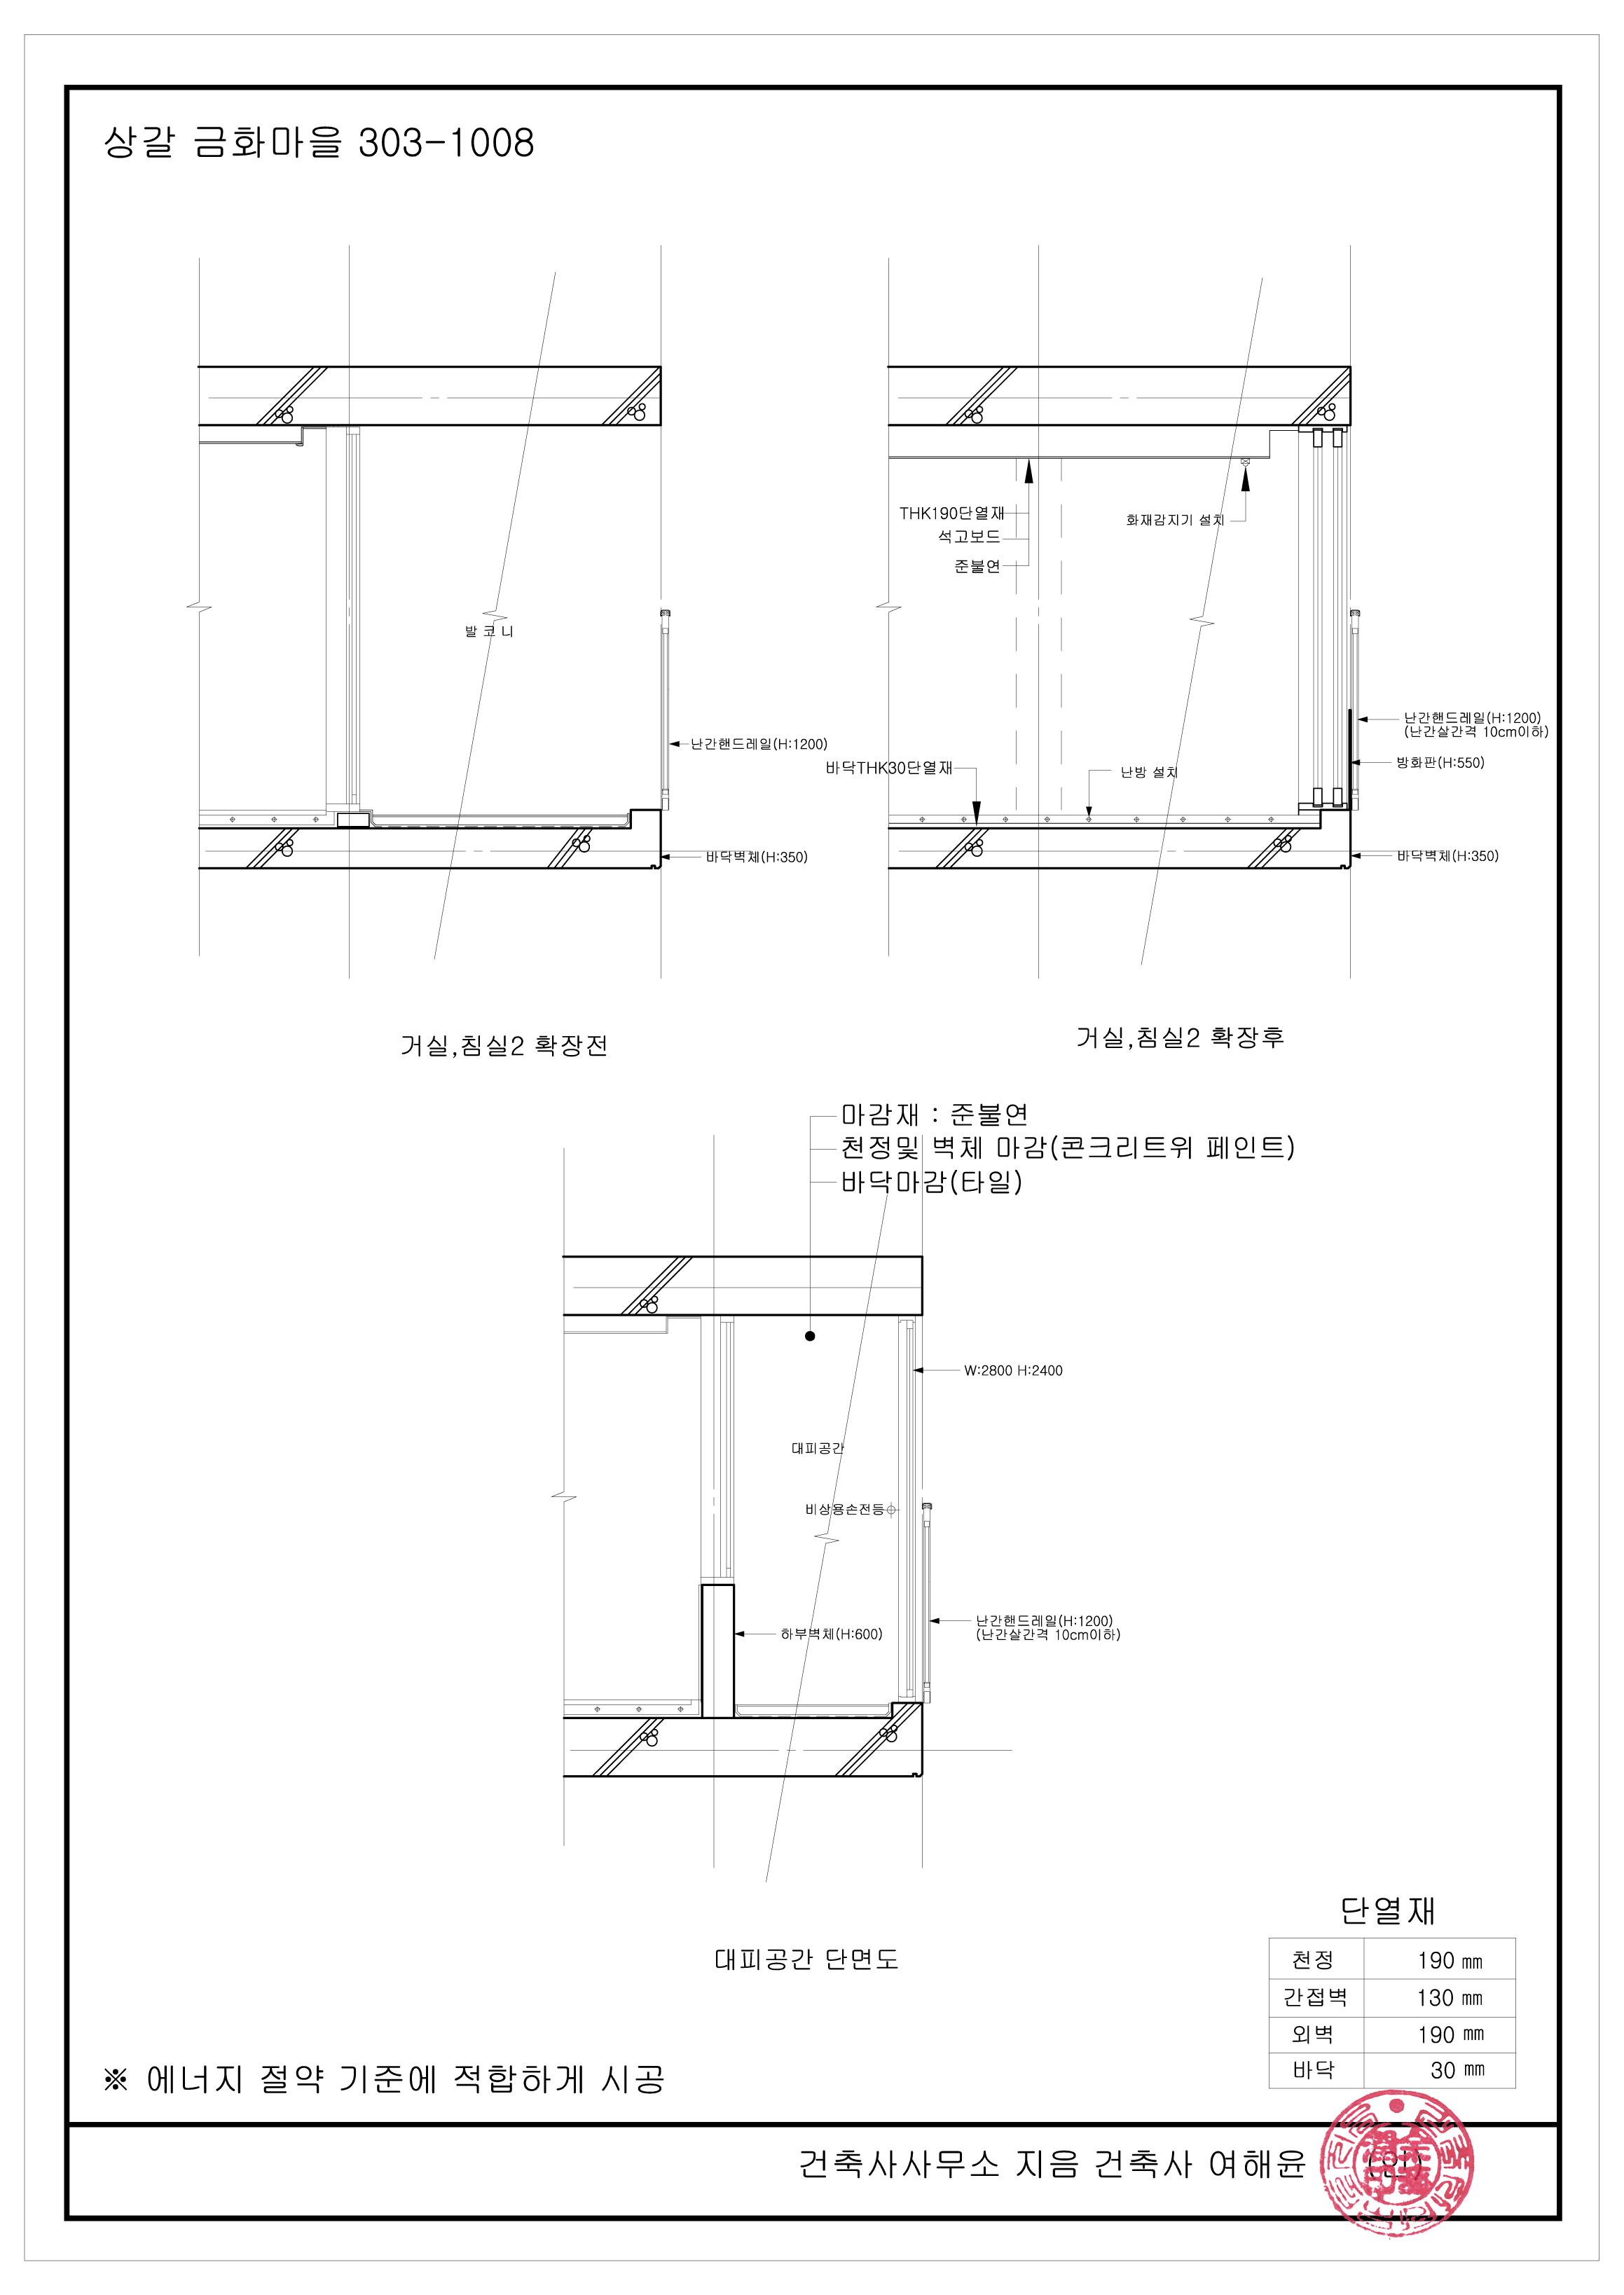 상갈 금화마을 303-1008
발 코 니
난간핸드레일(H:1200)
바닥벽체(H:350)
거실,침실2 확장전
THK190단열재
석고보드
준불연
화재감지기 설치
난간핸드레일(H:1200)
(난간살간격 10cm이하)
방화판(H:550)
바닥THK30단열재
난방 설치
바닥벽체(H:350)
거실,침실2 확장후
마감재 : 준불연
천정및 벽체 마감(콘크리트위 페인트)
바닥마감(타일)
W:2800 H:2400
대피공간
비상용손전등
난간핸드레일(H:1200)
(난간살간격 10cm이하)
하부벽체(H:600)
대피공간 단면도
단열재
천정 190 ㎜
간접벽 130 ㎜
외벽 190 ㎜
바닥 30 ㎜
※ 에너지 절약 기준에 적합하게 시공
건축사사무소 지음 건축사 여해윤 (인)